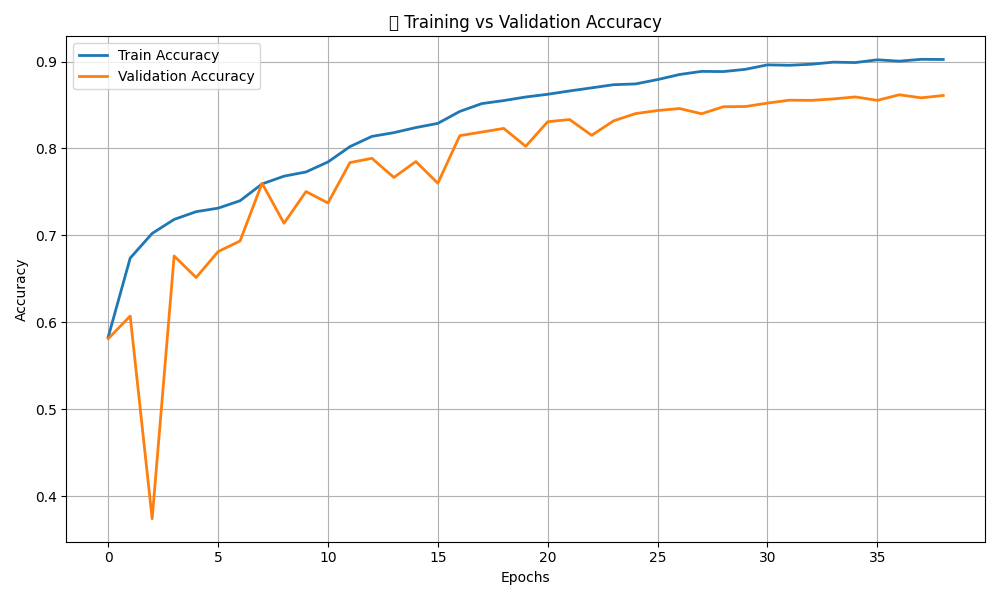 Training vs Validation Accuracy
Train Accuracy
Validation Accuracy
Accuracy
0.9
0.8
0.7
0.6
0.5
0.4
0 5 10 15 20 25 30 35
Epochs